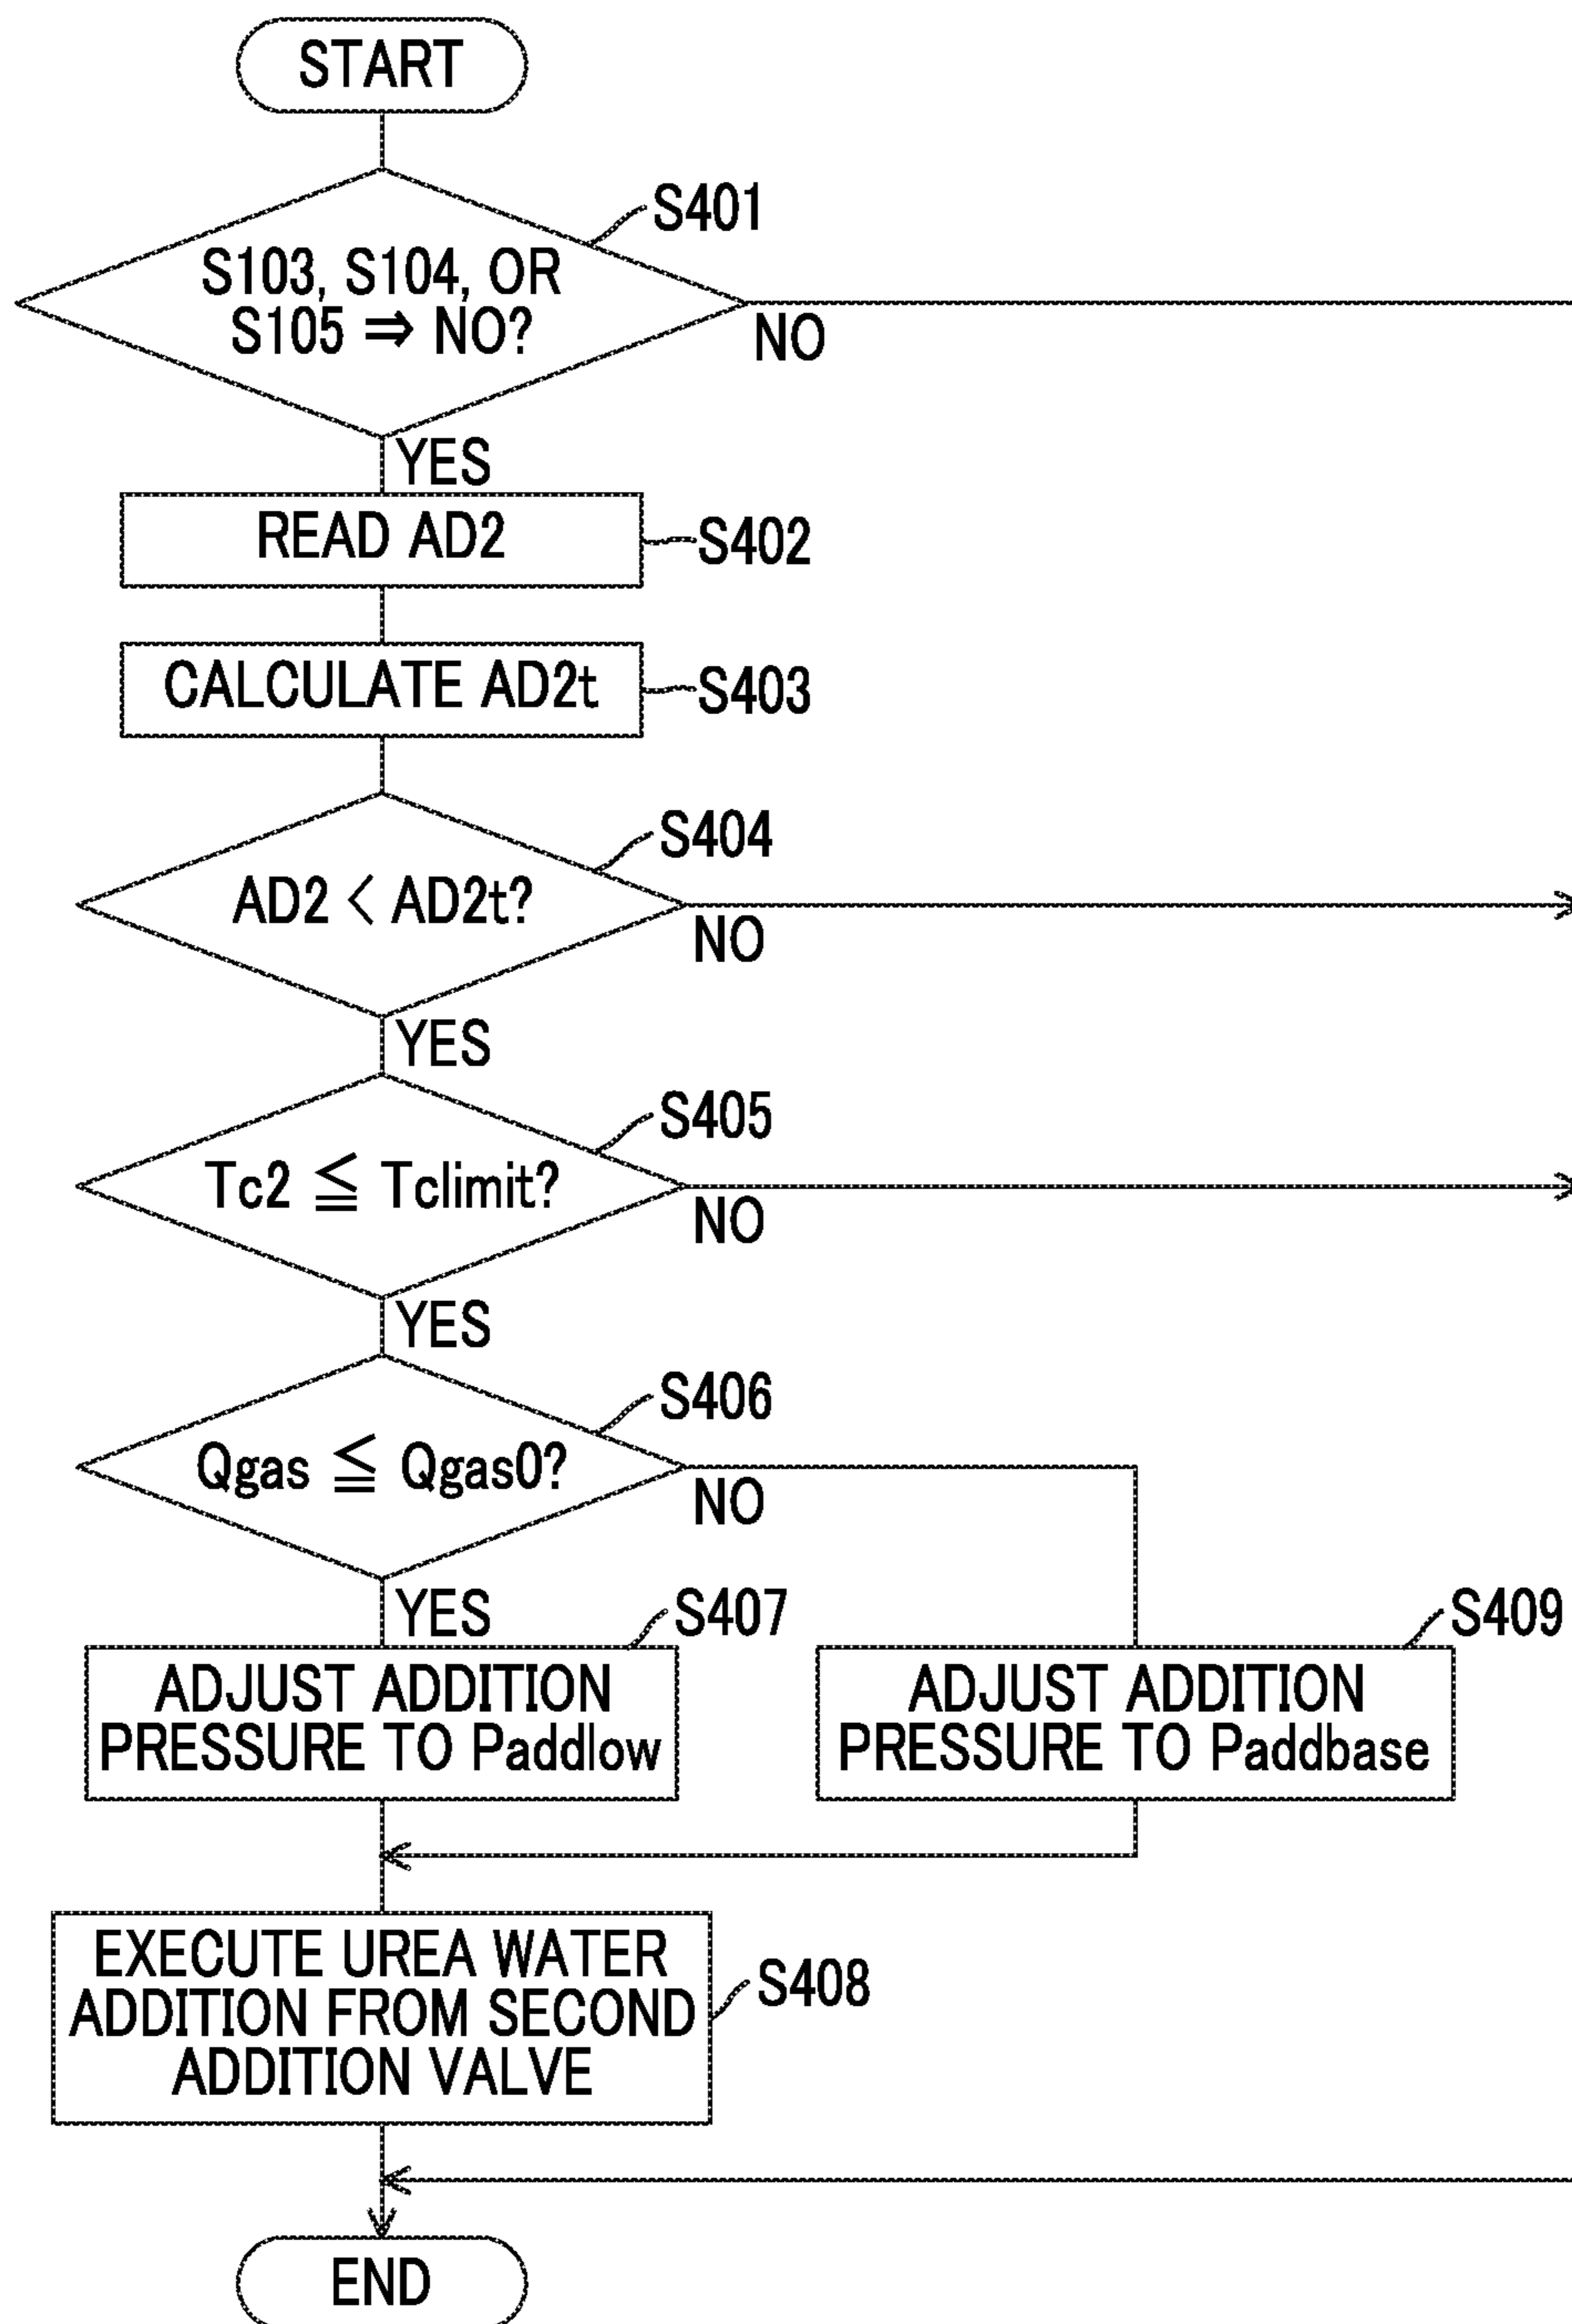 START
S401
S103, S104, OR
S105 ⇒ NO?
NO
YES
READ AD2
S402
CALCULATE AD2t
S403
S404
AD2 < AD2t?
NO
YES
S405
Tc2 ≦ Tclimit?
NO
YES
S406
Qgas ≦ Qgas0?
NO
YES
S407
ADJUST ADDITION
PRESSURE TO Paddlow
S409
ADJUST ADDITION
PRESSURE TO Paddbase
EXECUTE UREA WATER
ADDITION FROM SECOND
ADDITION VALVE
S408
END